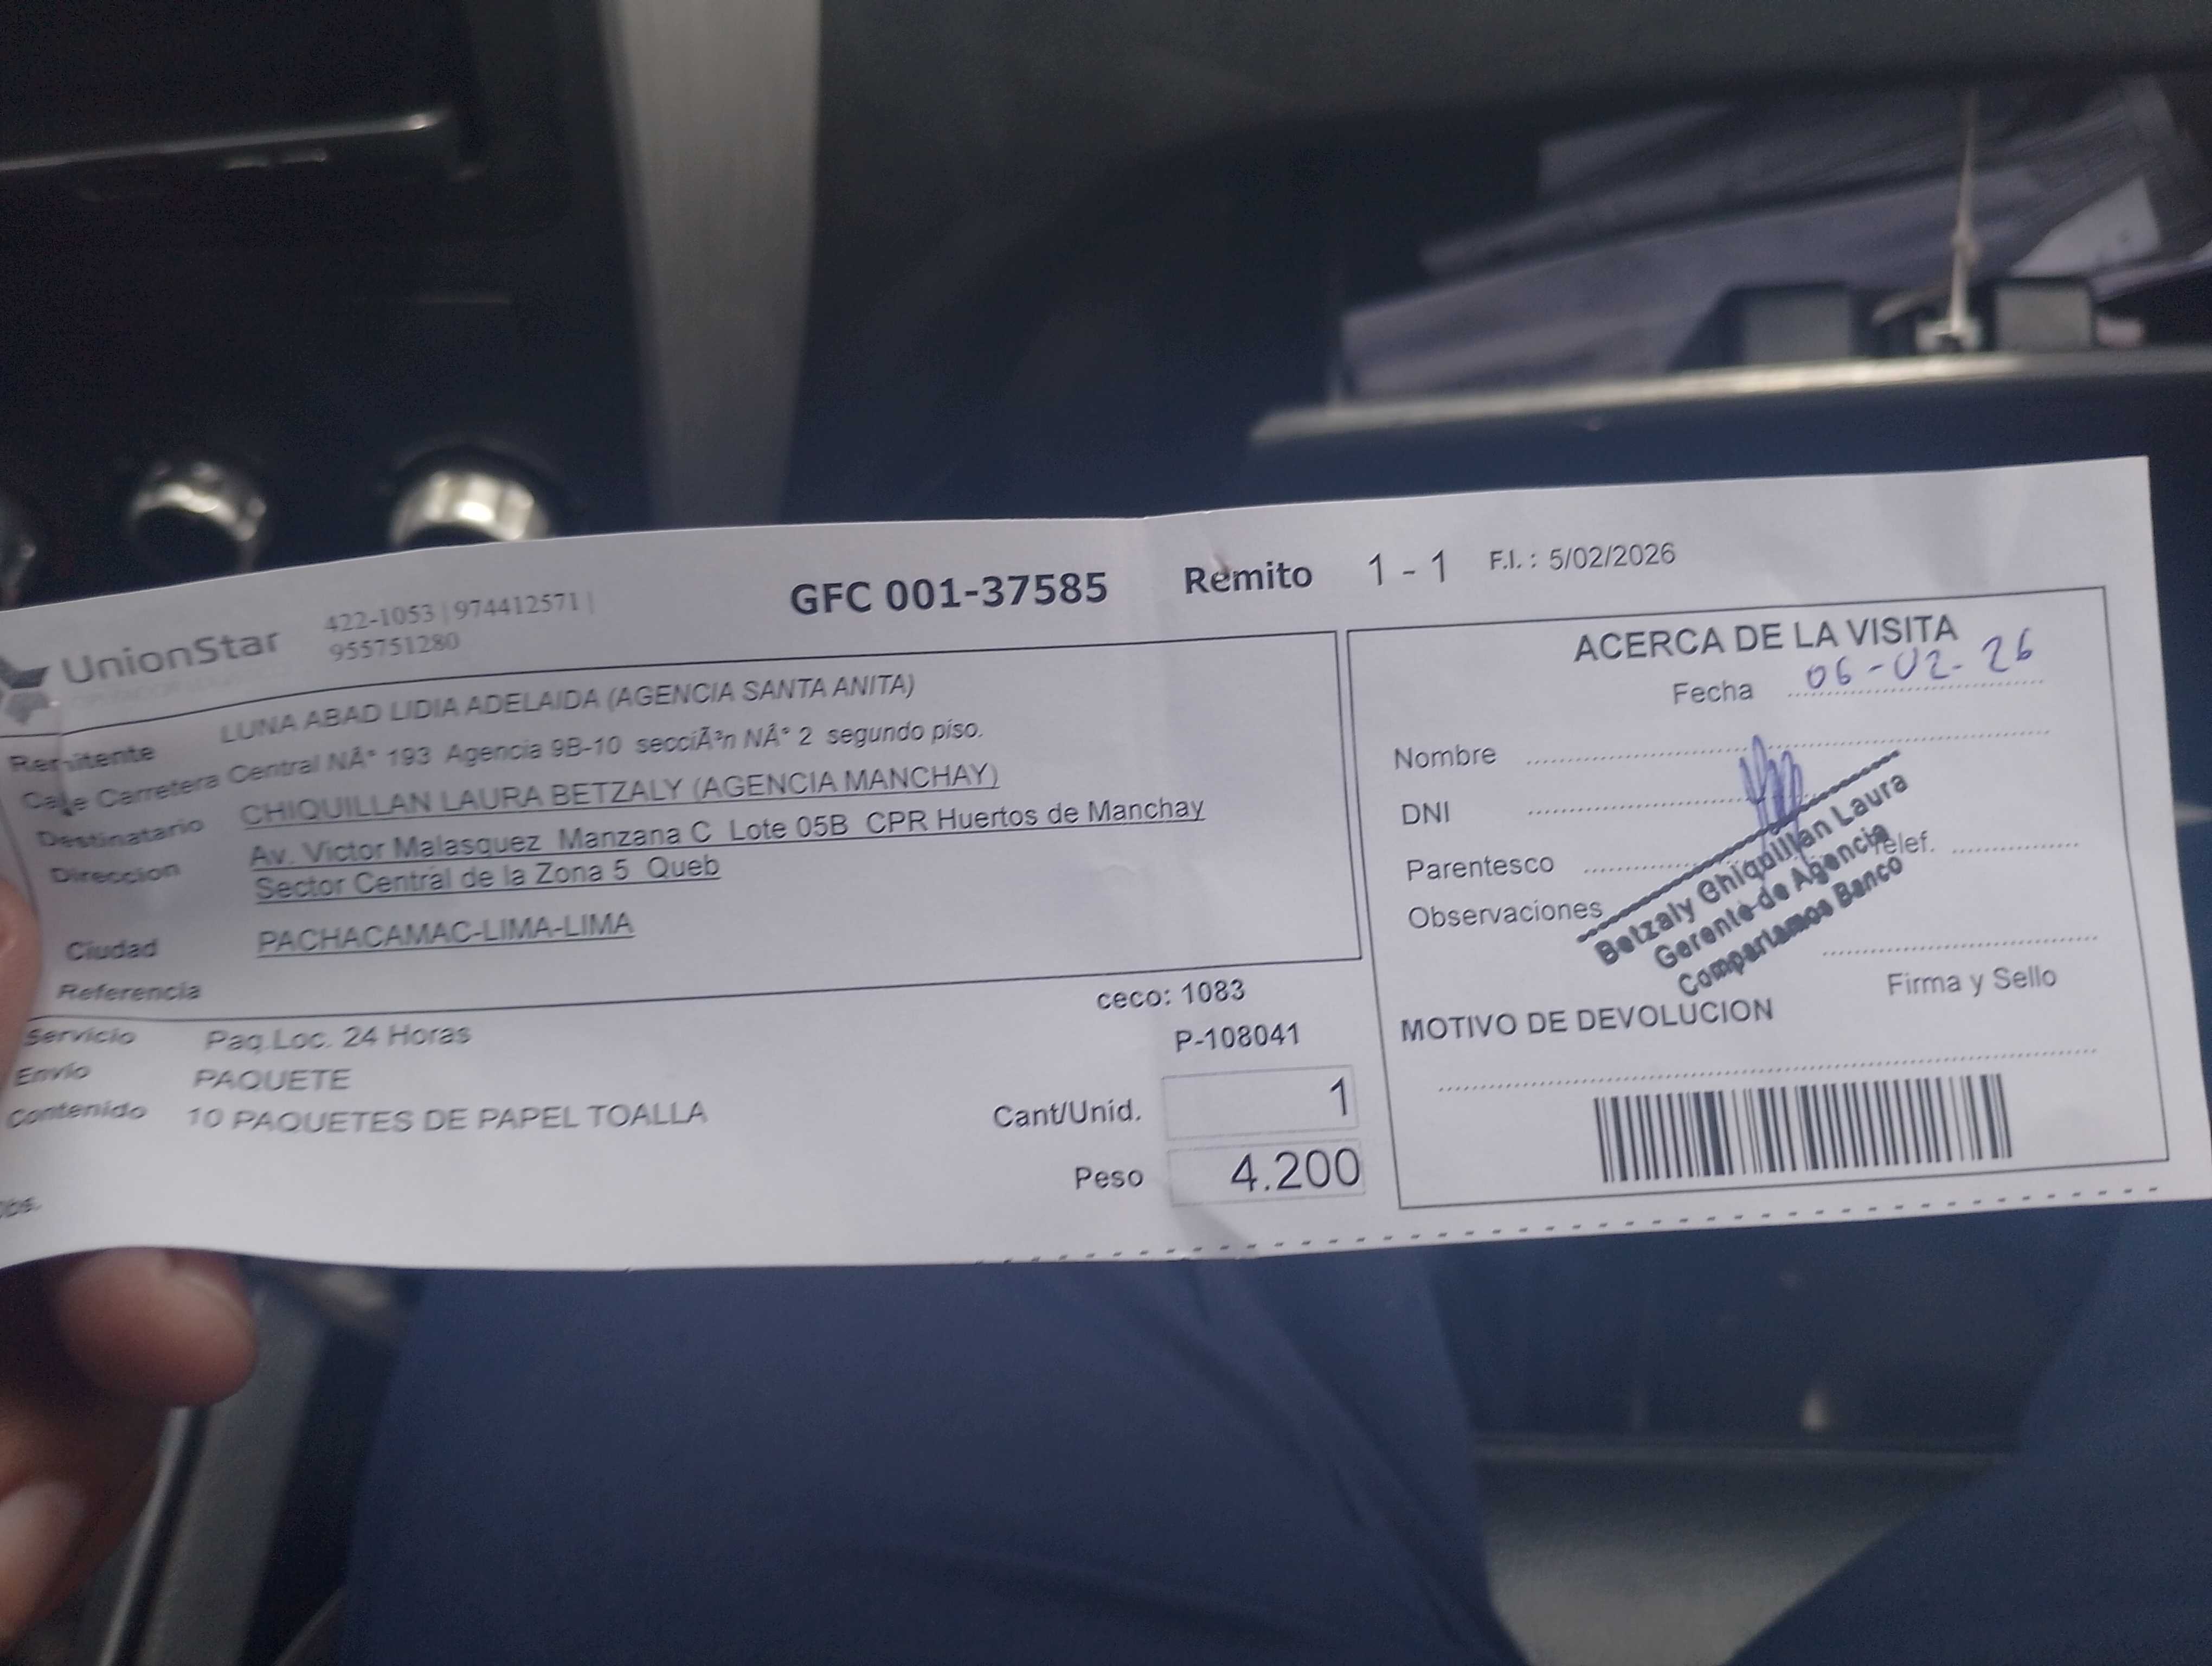 UnionStar
422-1053 | 974412571 |
955751280
GFC 001-37585
Remito 1 - 1 F.I. : 5/02/2026
Remitente LUNA ABAD LIDIA ADELAIDA (AGENCIA SANTA ANITA)
Calle Carretera Central NÂ° 193 Agencia 9B-10 secciÃ³n NÂ° 2 segundo piso.
Destinatario CHIQUILLAN LAURA BETZALY (AGENCIA MANCHAY)
Direccion Av. Victor Malasquez Manzana C Lote 05B CPR Huertos de Manchay
Sector Central de la Zona 5 Queb
Ciudad PACHACAMAC-LIMA-LIMA
Referencia
ceco: 1083
Servicio Paq.Loc. 24 Horas
P-108041
Envío PAQUETE
Contenido 10 PAQUETES DE PAPEL TOALLA
Cant/Unid. 1
Peso 4.200
Obs.
ACERCA DE LA VISITA
Fecha 06-02-26
Nombre
DNI
Parentesco
Telef.
Observaciones
Betzaly Chiquillan Laura
Gerente de Agencia
Compartamos Banco
Firma y Sello
MOTIVO DE DEVOLUCION